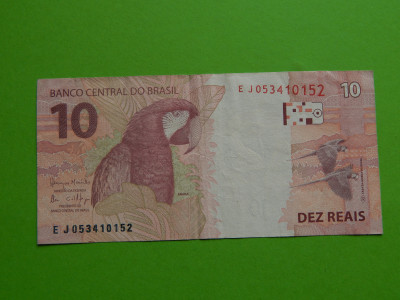 BANCO CENTRAL DO BRASIL
E J 053410152
10
10
DEZ REAIS
E J 053410152